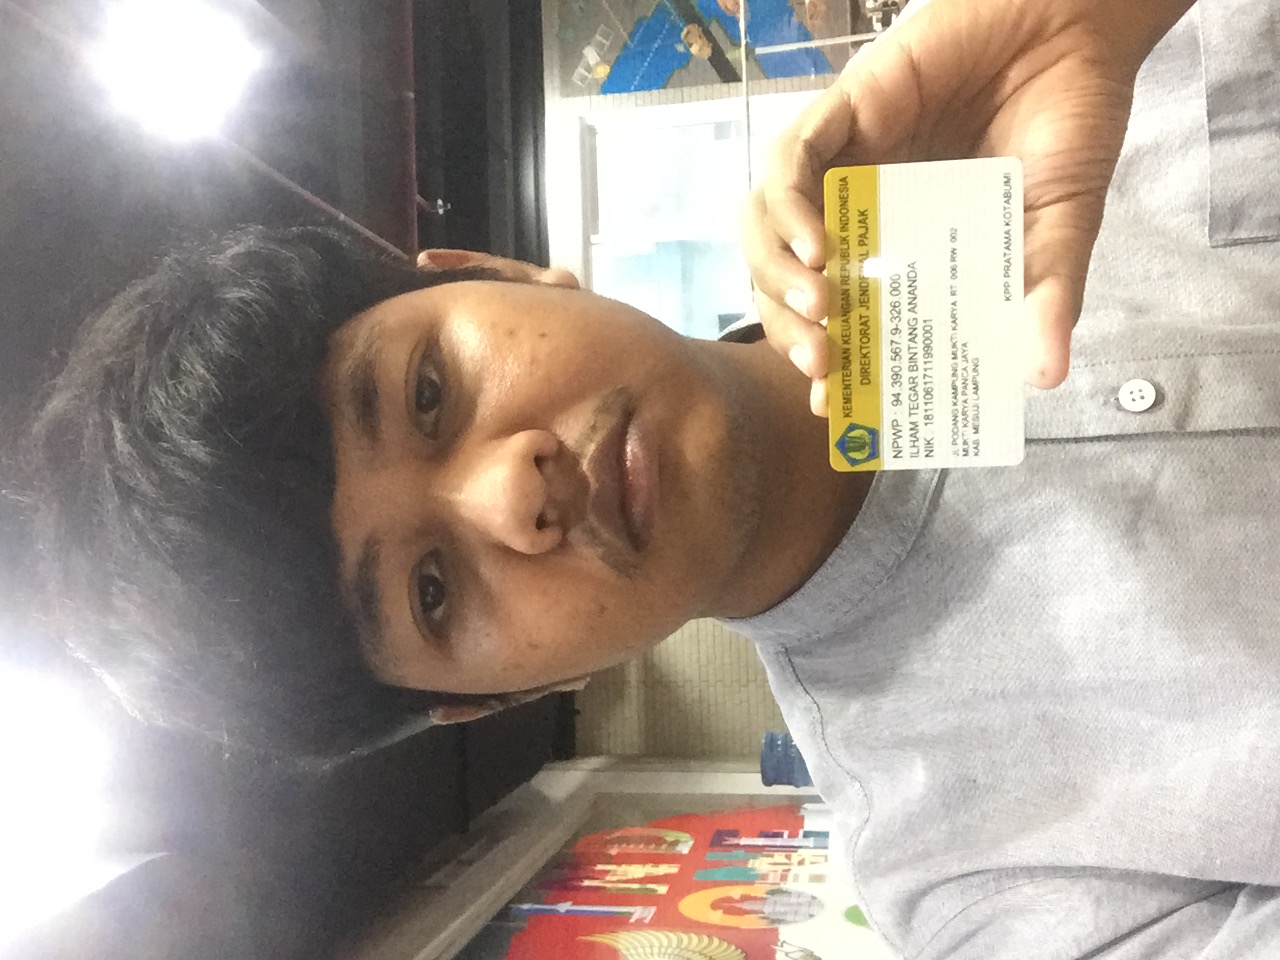 INDO
ONE
KEMENTERIAN KEUANGAN REPUBLIK INDONESIA
DIREKTORAT JENDERAL PAJAK
NPWP : 94.390.567.9-326.000
ILHAM TEGAR BINTANG ANANDA
NIK : 1811061711990001
JL PODANG KAMPUNG MUKTI KARYA RT 006 RW 002
MUKTI KARYA PANCA JAYA
KAB. MESUJI LAMPUNG
KPP PRATAMA KOTABUMI